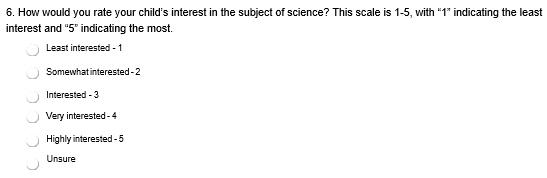 6. How would you rate your child's interest in the subject of science? This scale is 1-5, with "1" indicating the least
interest and "5" indicating the most.
Least interested - 1
Somewhat interested - 2
Interested - 3
Very interested - 4
Highly interested - 5
Unsure